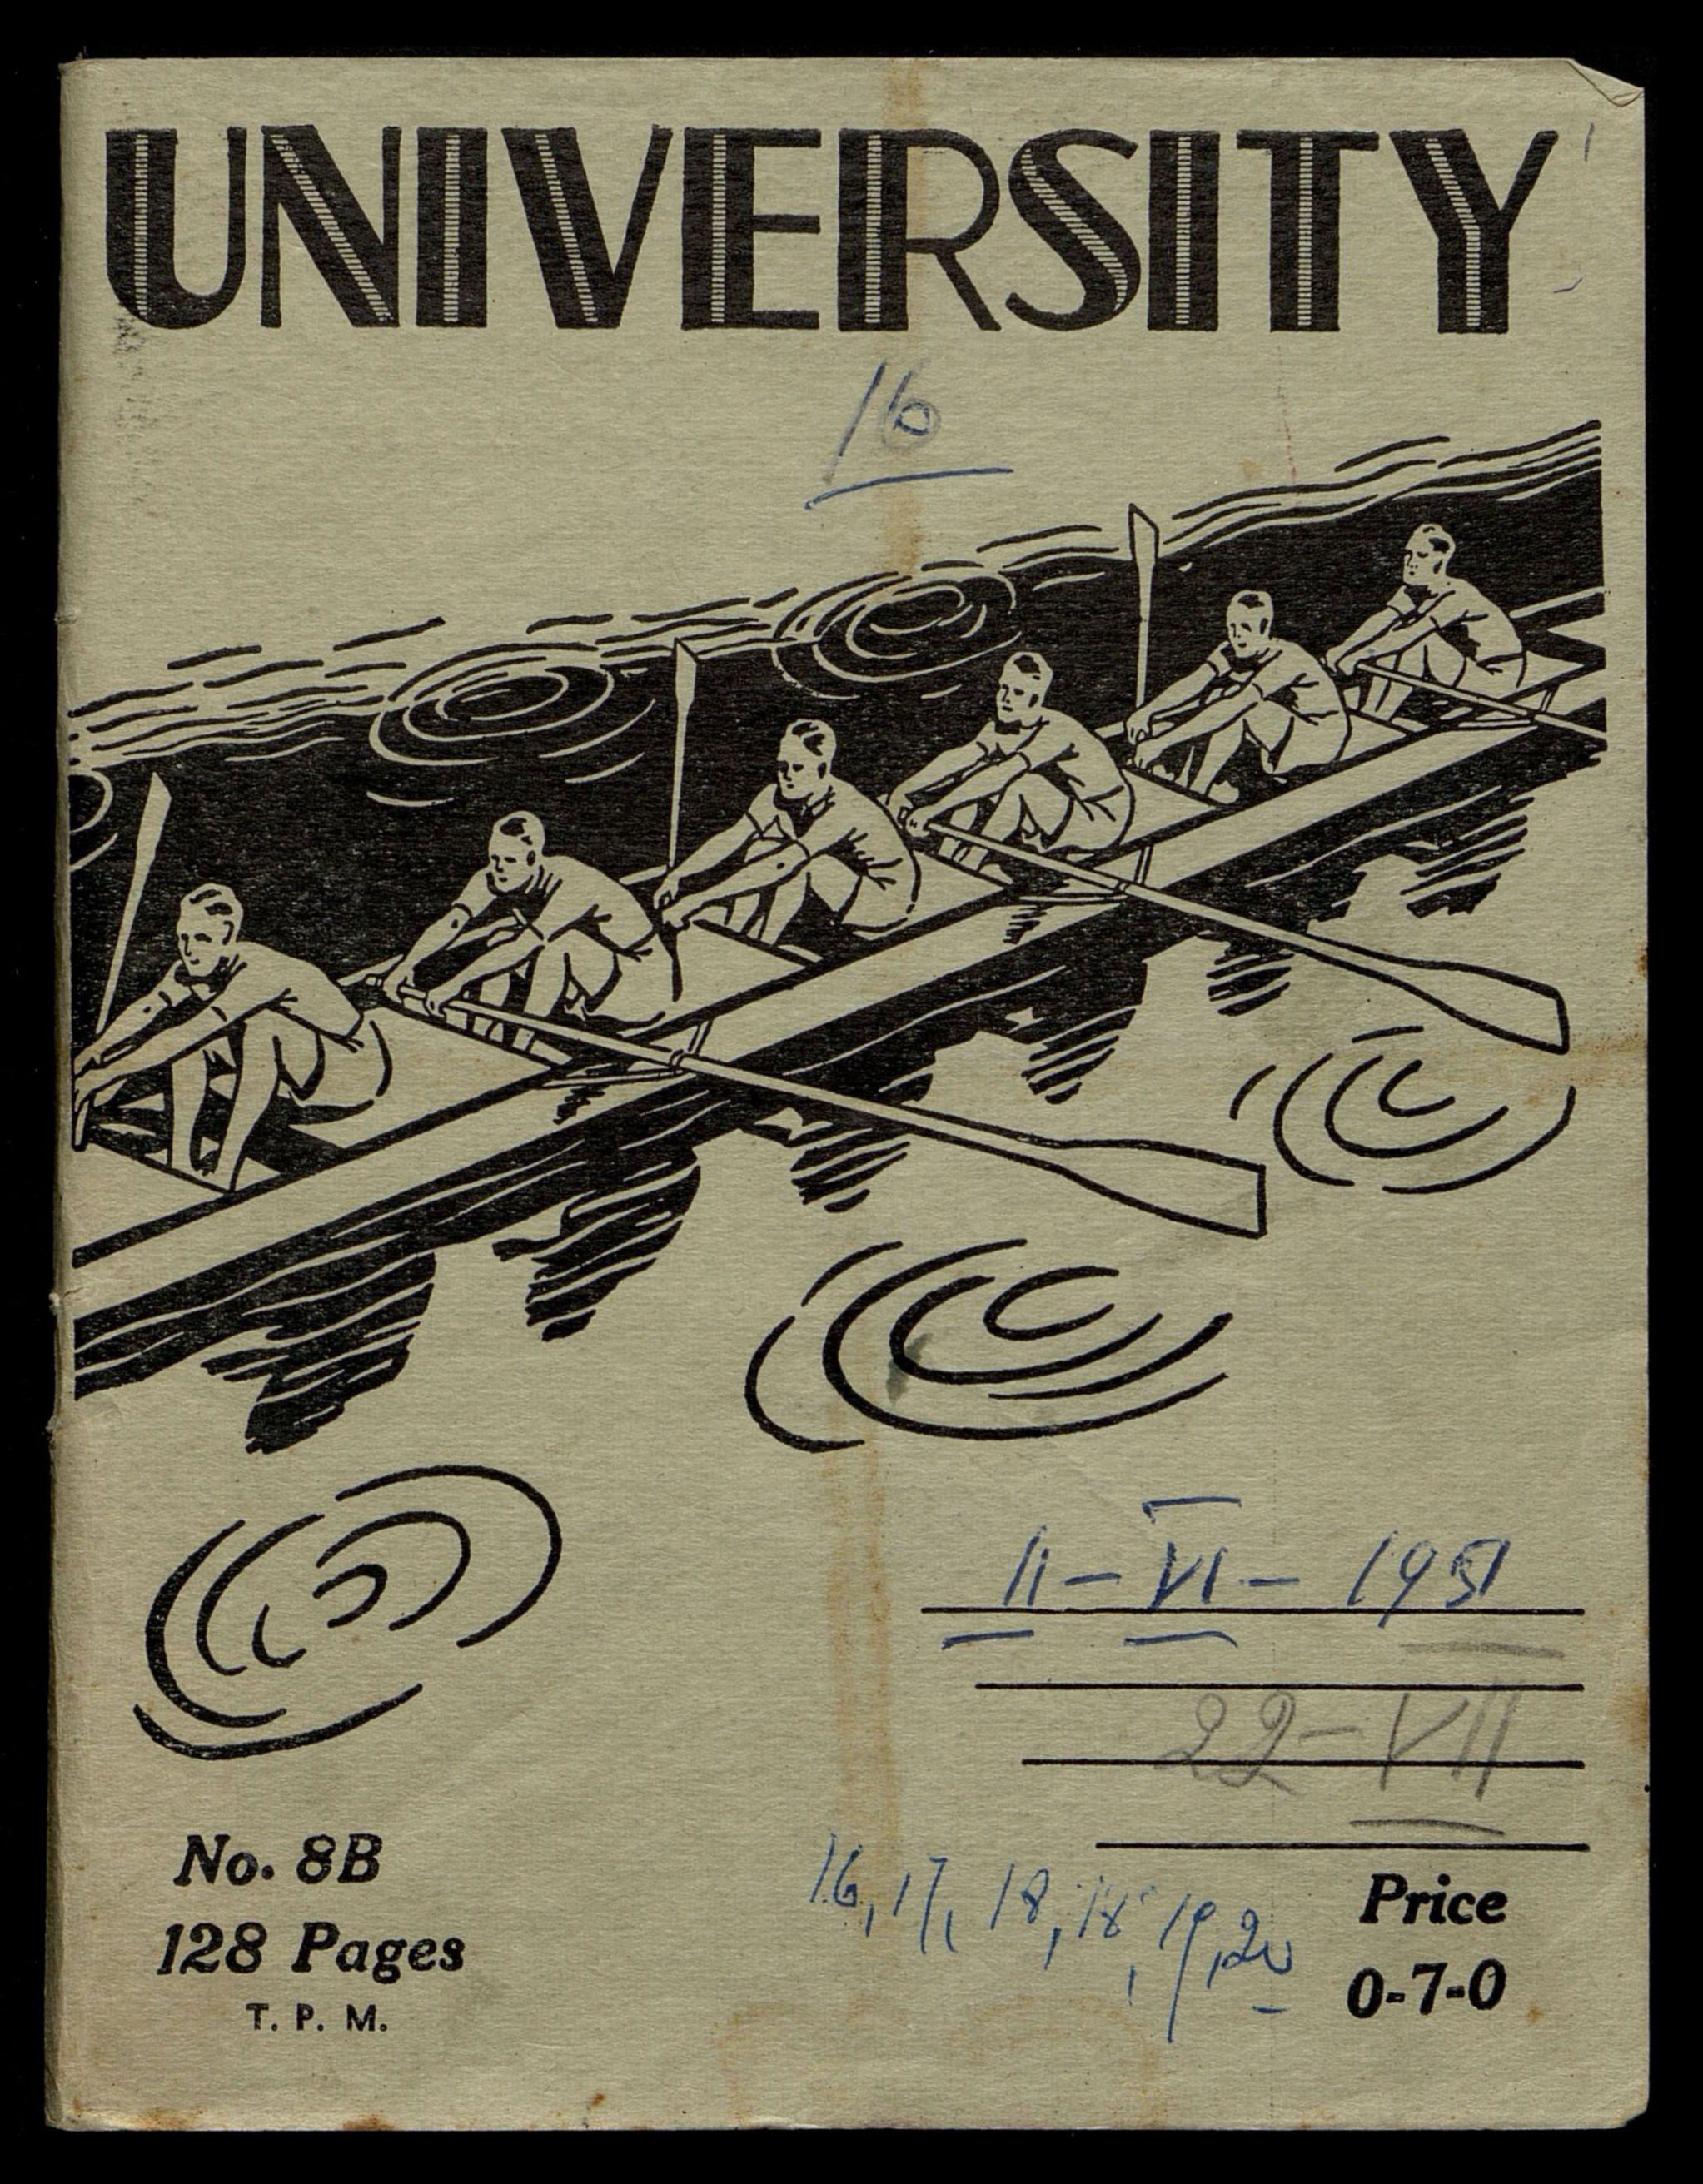 UNIVERSITY
16
11 - VI - 1951
22 - VII
No. 8B
128 Pages
T. P. M.
16, 17, 18, 18, 19, 20
Price
0-7-0